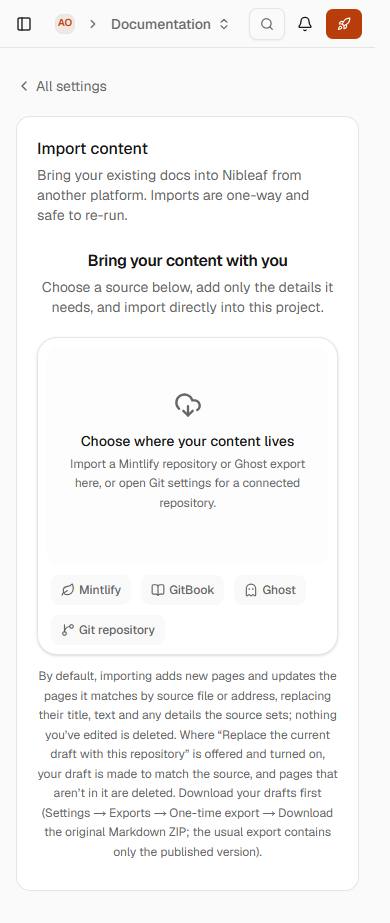 AO
Documentation
All settings
Import content
Bring your existing docs into Nibleaf from
another platform. Imports are one-way and
safe to re-run.
Bring your content with you
Choose a source below, add only the details it
needs, and import directly into this project.
Choose where your content lives
Import a Mintlify repository or Ghost export
here, or open Git settings for a connected
repository.
Mintlify
GitBook
Ghost
Git repository
By default, importing adds new pages and updates the
pages it matches by source file or address, replacing
their title, text and any details the source sets; nothing
you've edited is deleted. Where “Replace the current
draft with this repository” is offered and turned on,
your draft is made to match the source, and pages that
aren't in it are deleted. Download your drafts first
(Settings → Exports → One-time export → Download
the original Markdown ZIP; the usual export contains
only the published version).